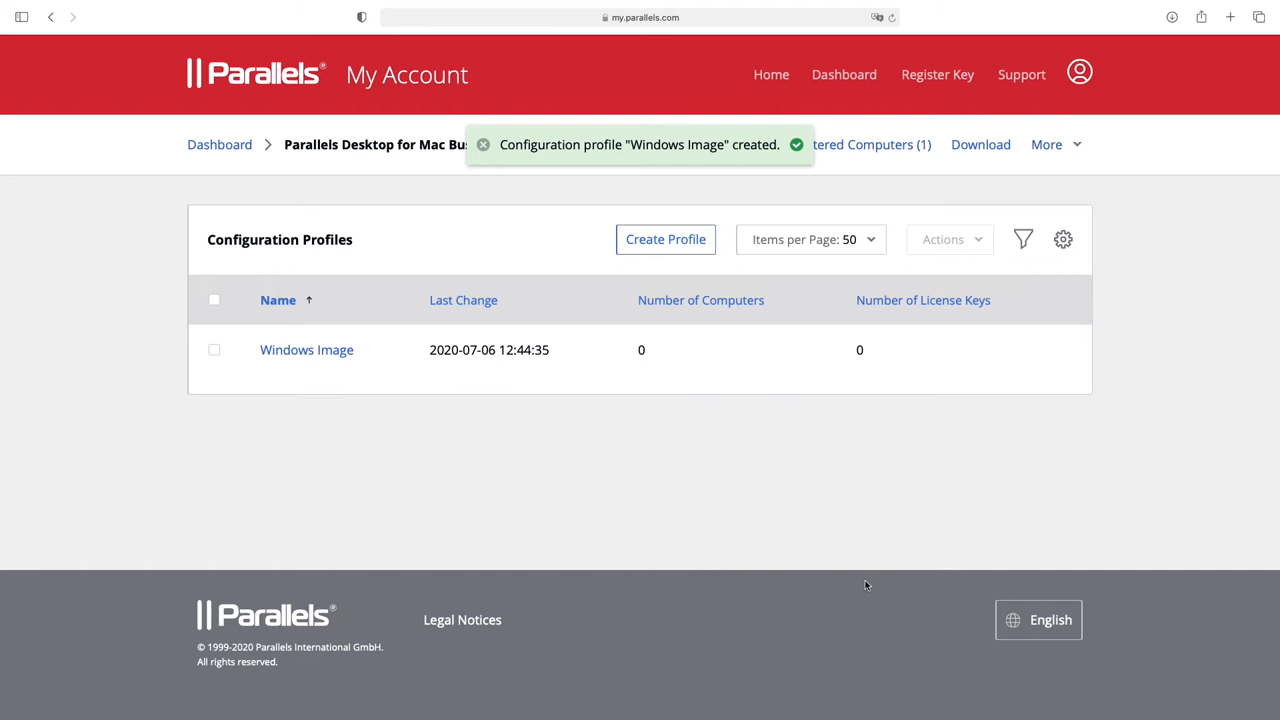 my.parallels.com
Parallels® My Account Home Dashboard Register Key Support
Dashboard Parallels Desktop for Mac Bus Configuration profile "Windows Image" created. tered Computers (1) Download More
Configuration Profiles Create Profile Items per Page: 50 Actions
Name ↑ Last Change Number of Computers Number of License Keys
Windows Image 2020-07-06 12:44:35 0 0
Parallels® Legal Notices English
© 1999-2020 Parallels International GmbH.
All rights reserved.